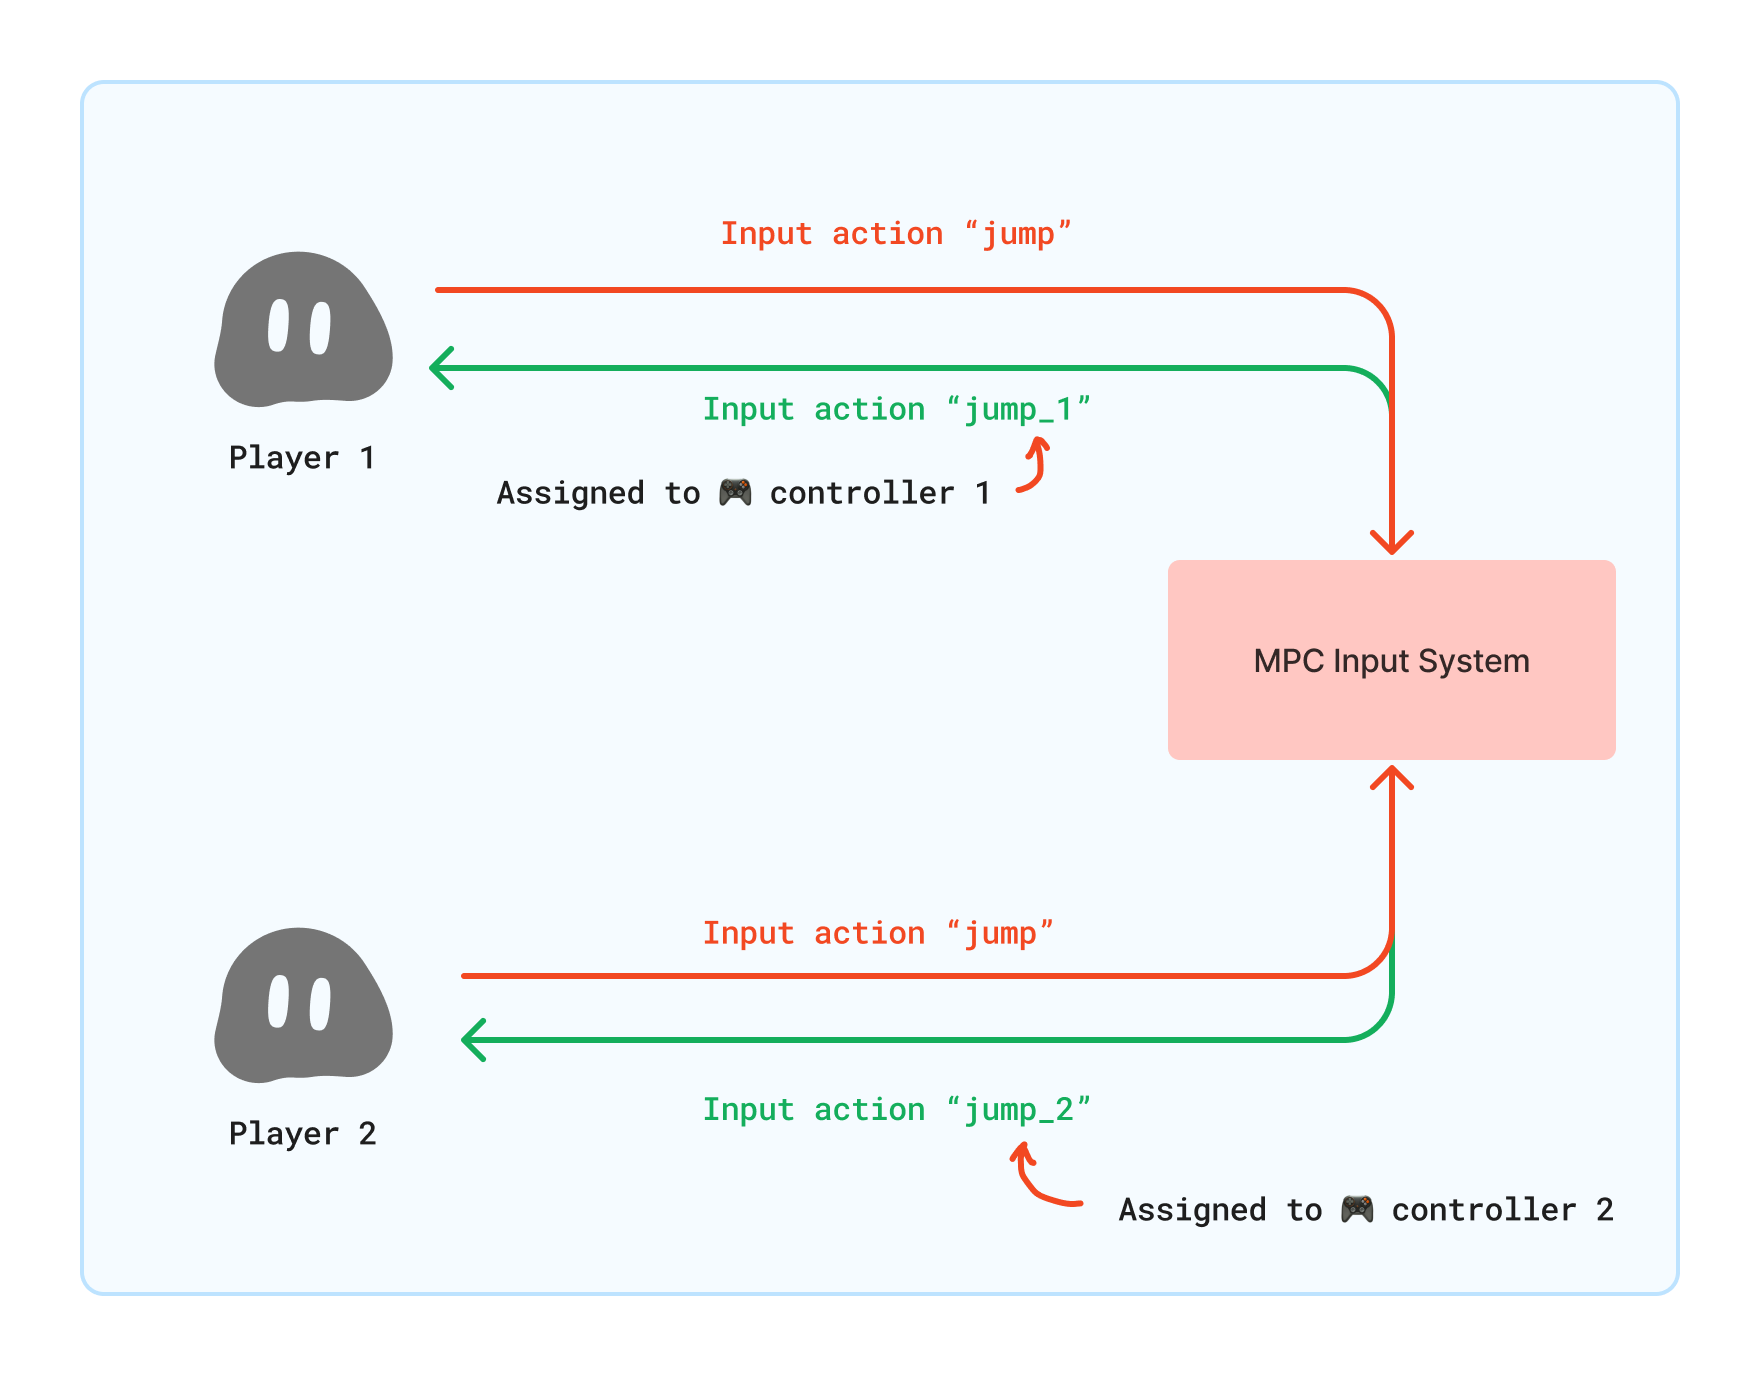 Input action “jump”
Input action “jump_1”
Player 1
Assigned to 🎮 controller 1
MPC Input System
Input action “jump”
Input action “jump_2”
Player 2
Assigned to 🎮 controller 2